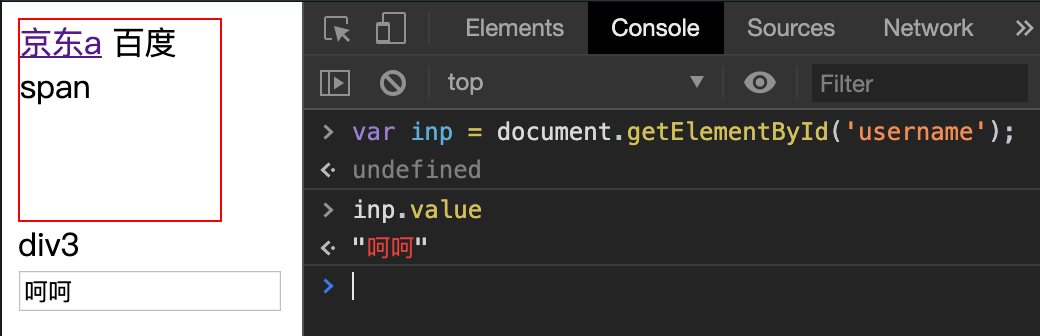 京东a 百度
span
div3
呵呵
Elements Console Sources Network »
top ▼ Filter
> var inp = document.getElementById('username');
<· undefined
> inp.value
<· "呵呵"
>